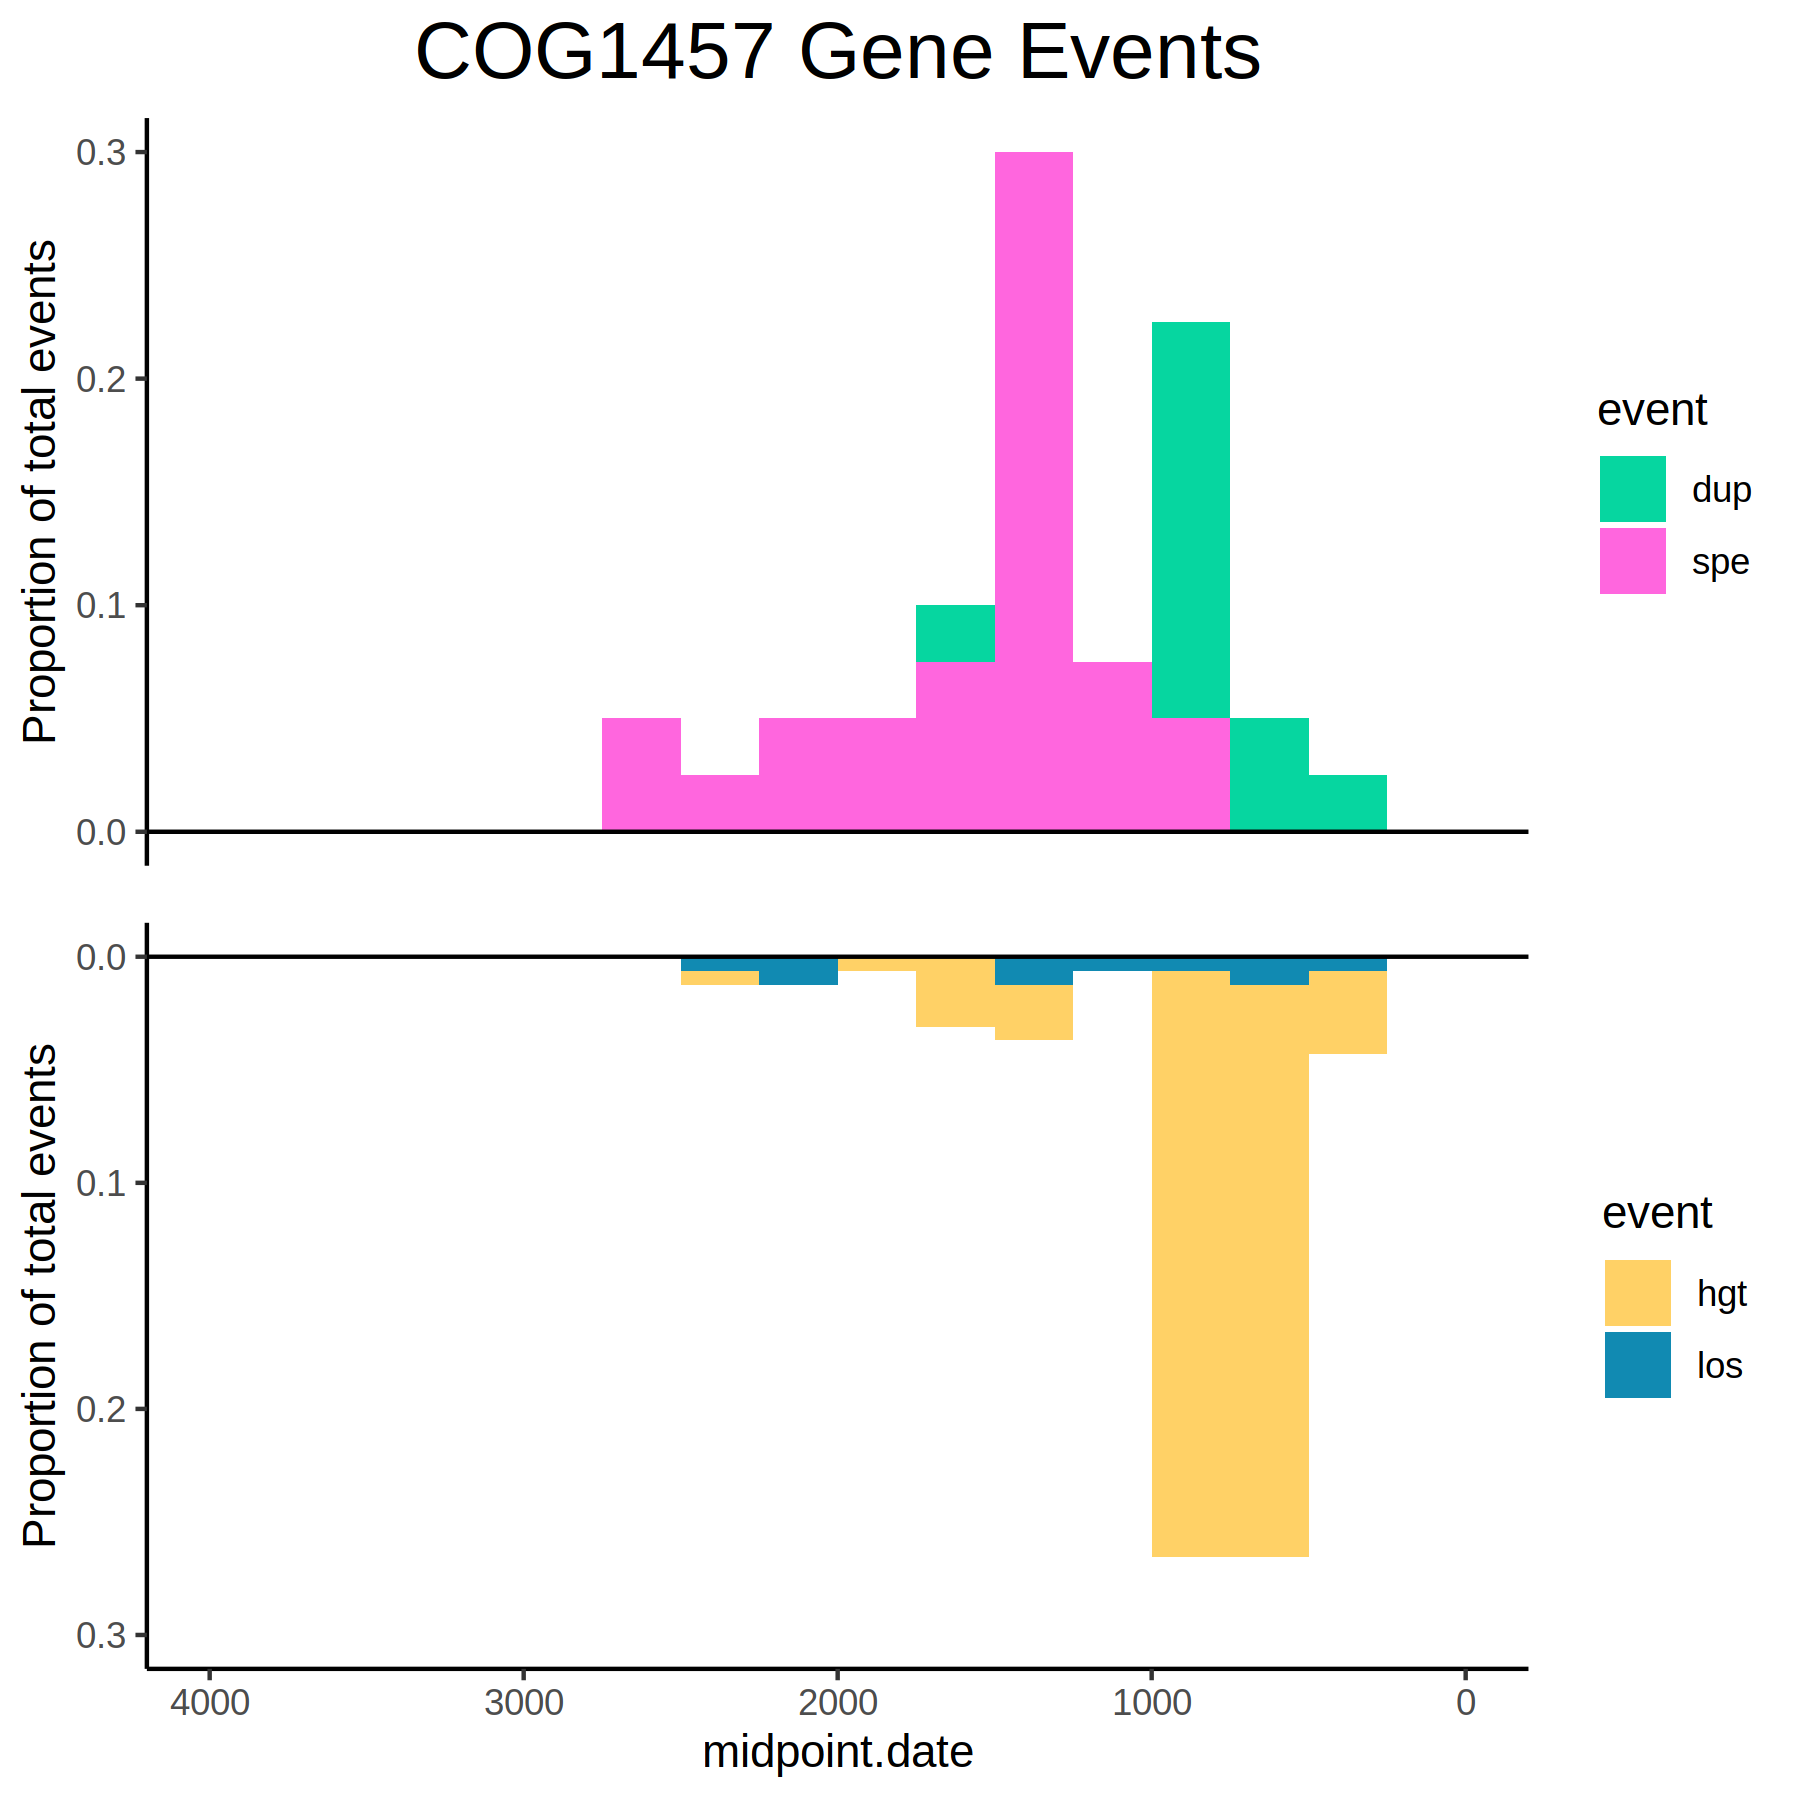 COG1457 Gene Events
Proportion of total events
0.3
0.2
0.1
0.0
event
dup
spe
Proportion of total events
0.0
0.1
0.2
0.3
event
hgt
los
4000 3000 2000 1000 0
midpoint.date